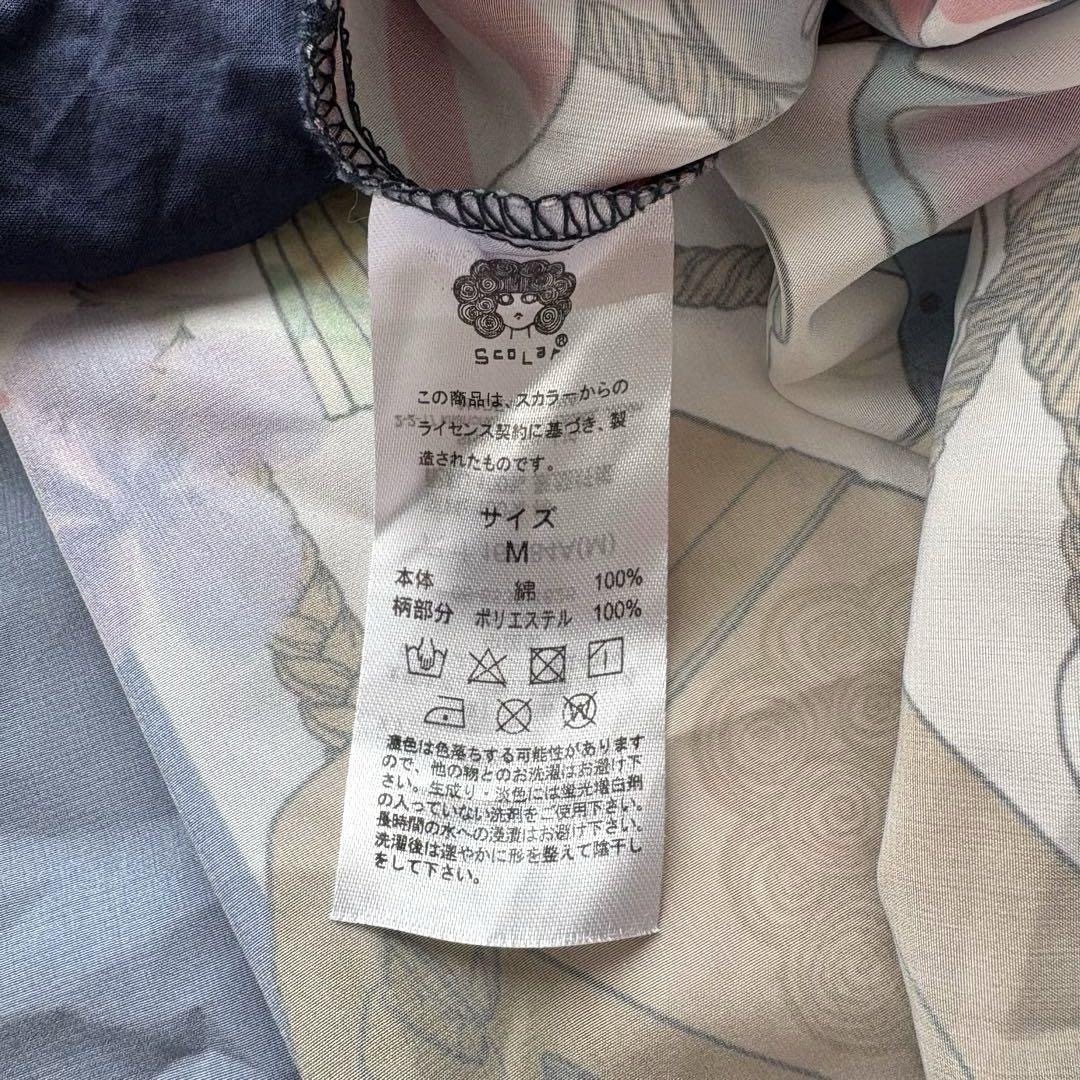 ScoLar®
この商品は、スカラーからの
ライセンス契約に基づき、製
造されたものです。
サイズ
M
本体 綿 100%
柄部分 ポリエステル 100%
濃色は色落ちする可能性があります
ので、他の物とのお洗濯はお避け下
さい。生成り・淡色には蛍光増白剤
の入っていない洗剤をご使用下さい。
長時間の水への浸漬はお避け下さい。
洗濯後は速やかに形を整えて陰干し
をして下さい。